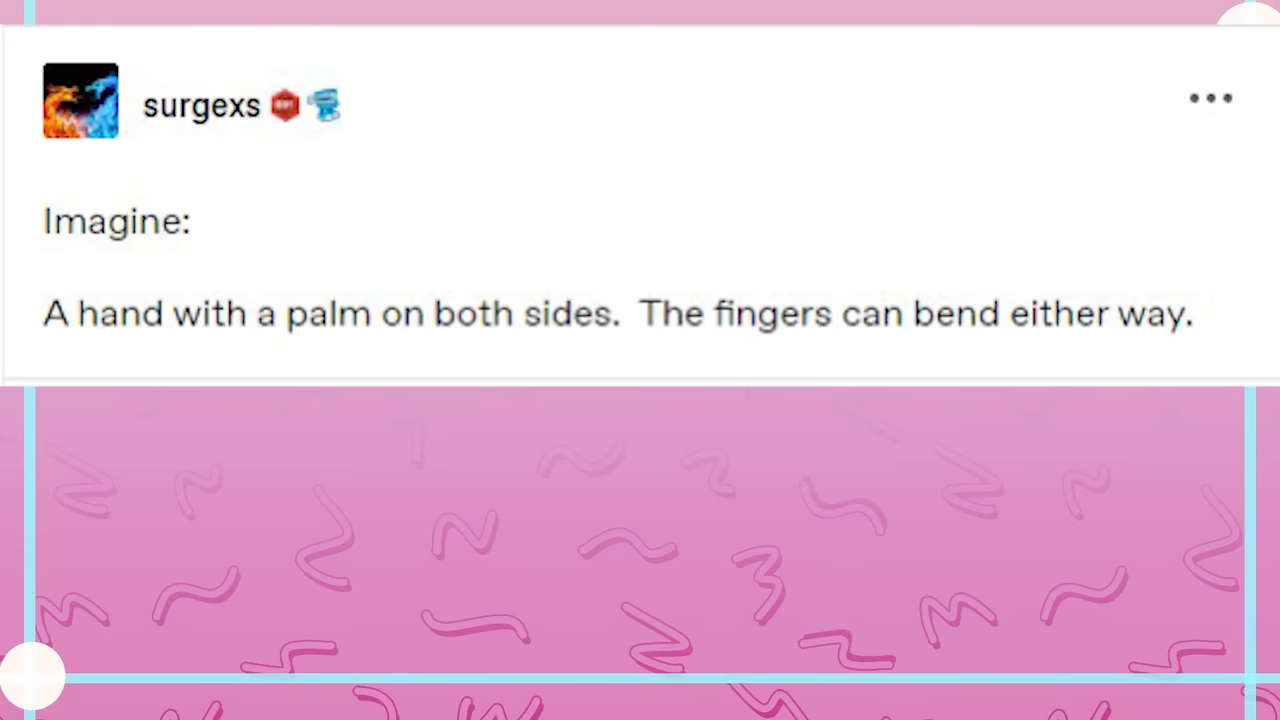 surgexs
Imagine:
A hand with a palm on both sides.  The fingers can bend either way.